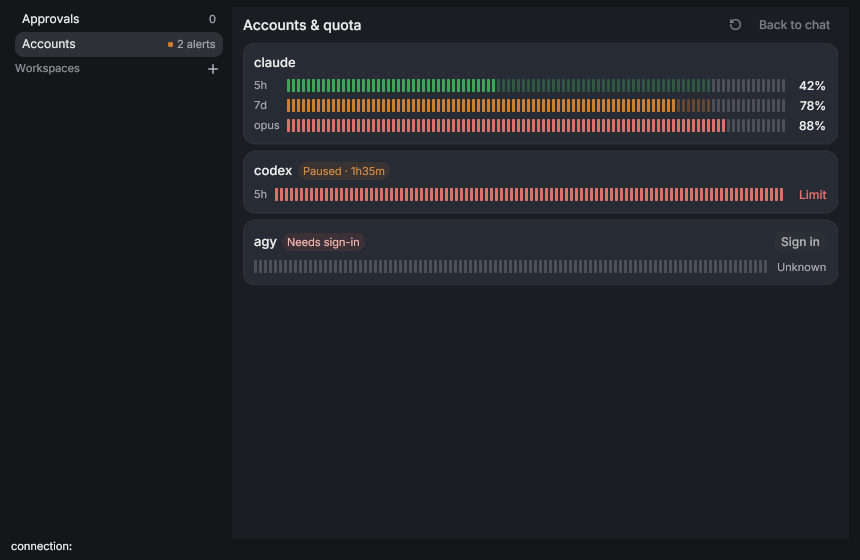 Approvals 0
Accounts 2 alerts
Workspaces +
Accounts & quota Back to chat
claude
5h 42%
7d 78%
opus 88%
codex Paused · 1h35m
5h Limit
agy Needs sign-in Sign in
Unknown
connection: